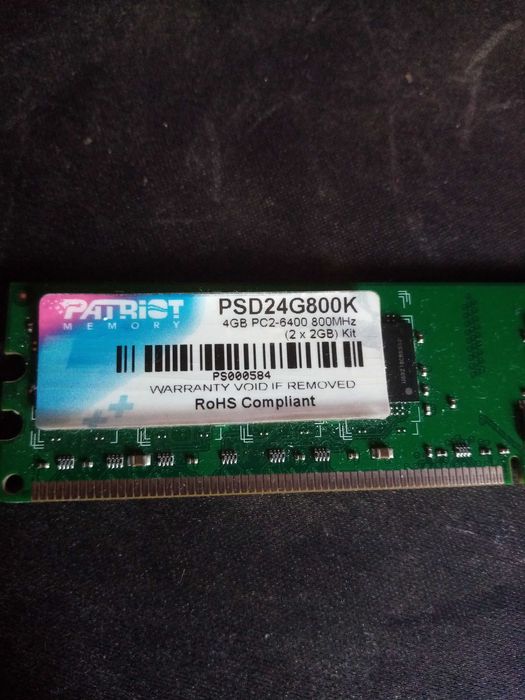 PATRIOT
MEMORY
PSD24G800K
4GB PC2-6400 800MHz
(2 x 2GB) Kit
PS000584
WARRANTY VOID IF REMOVED
RoHS Compliant